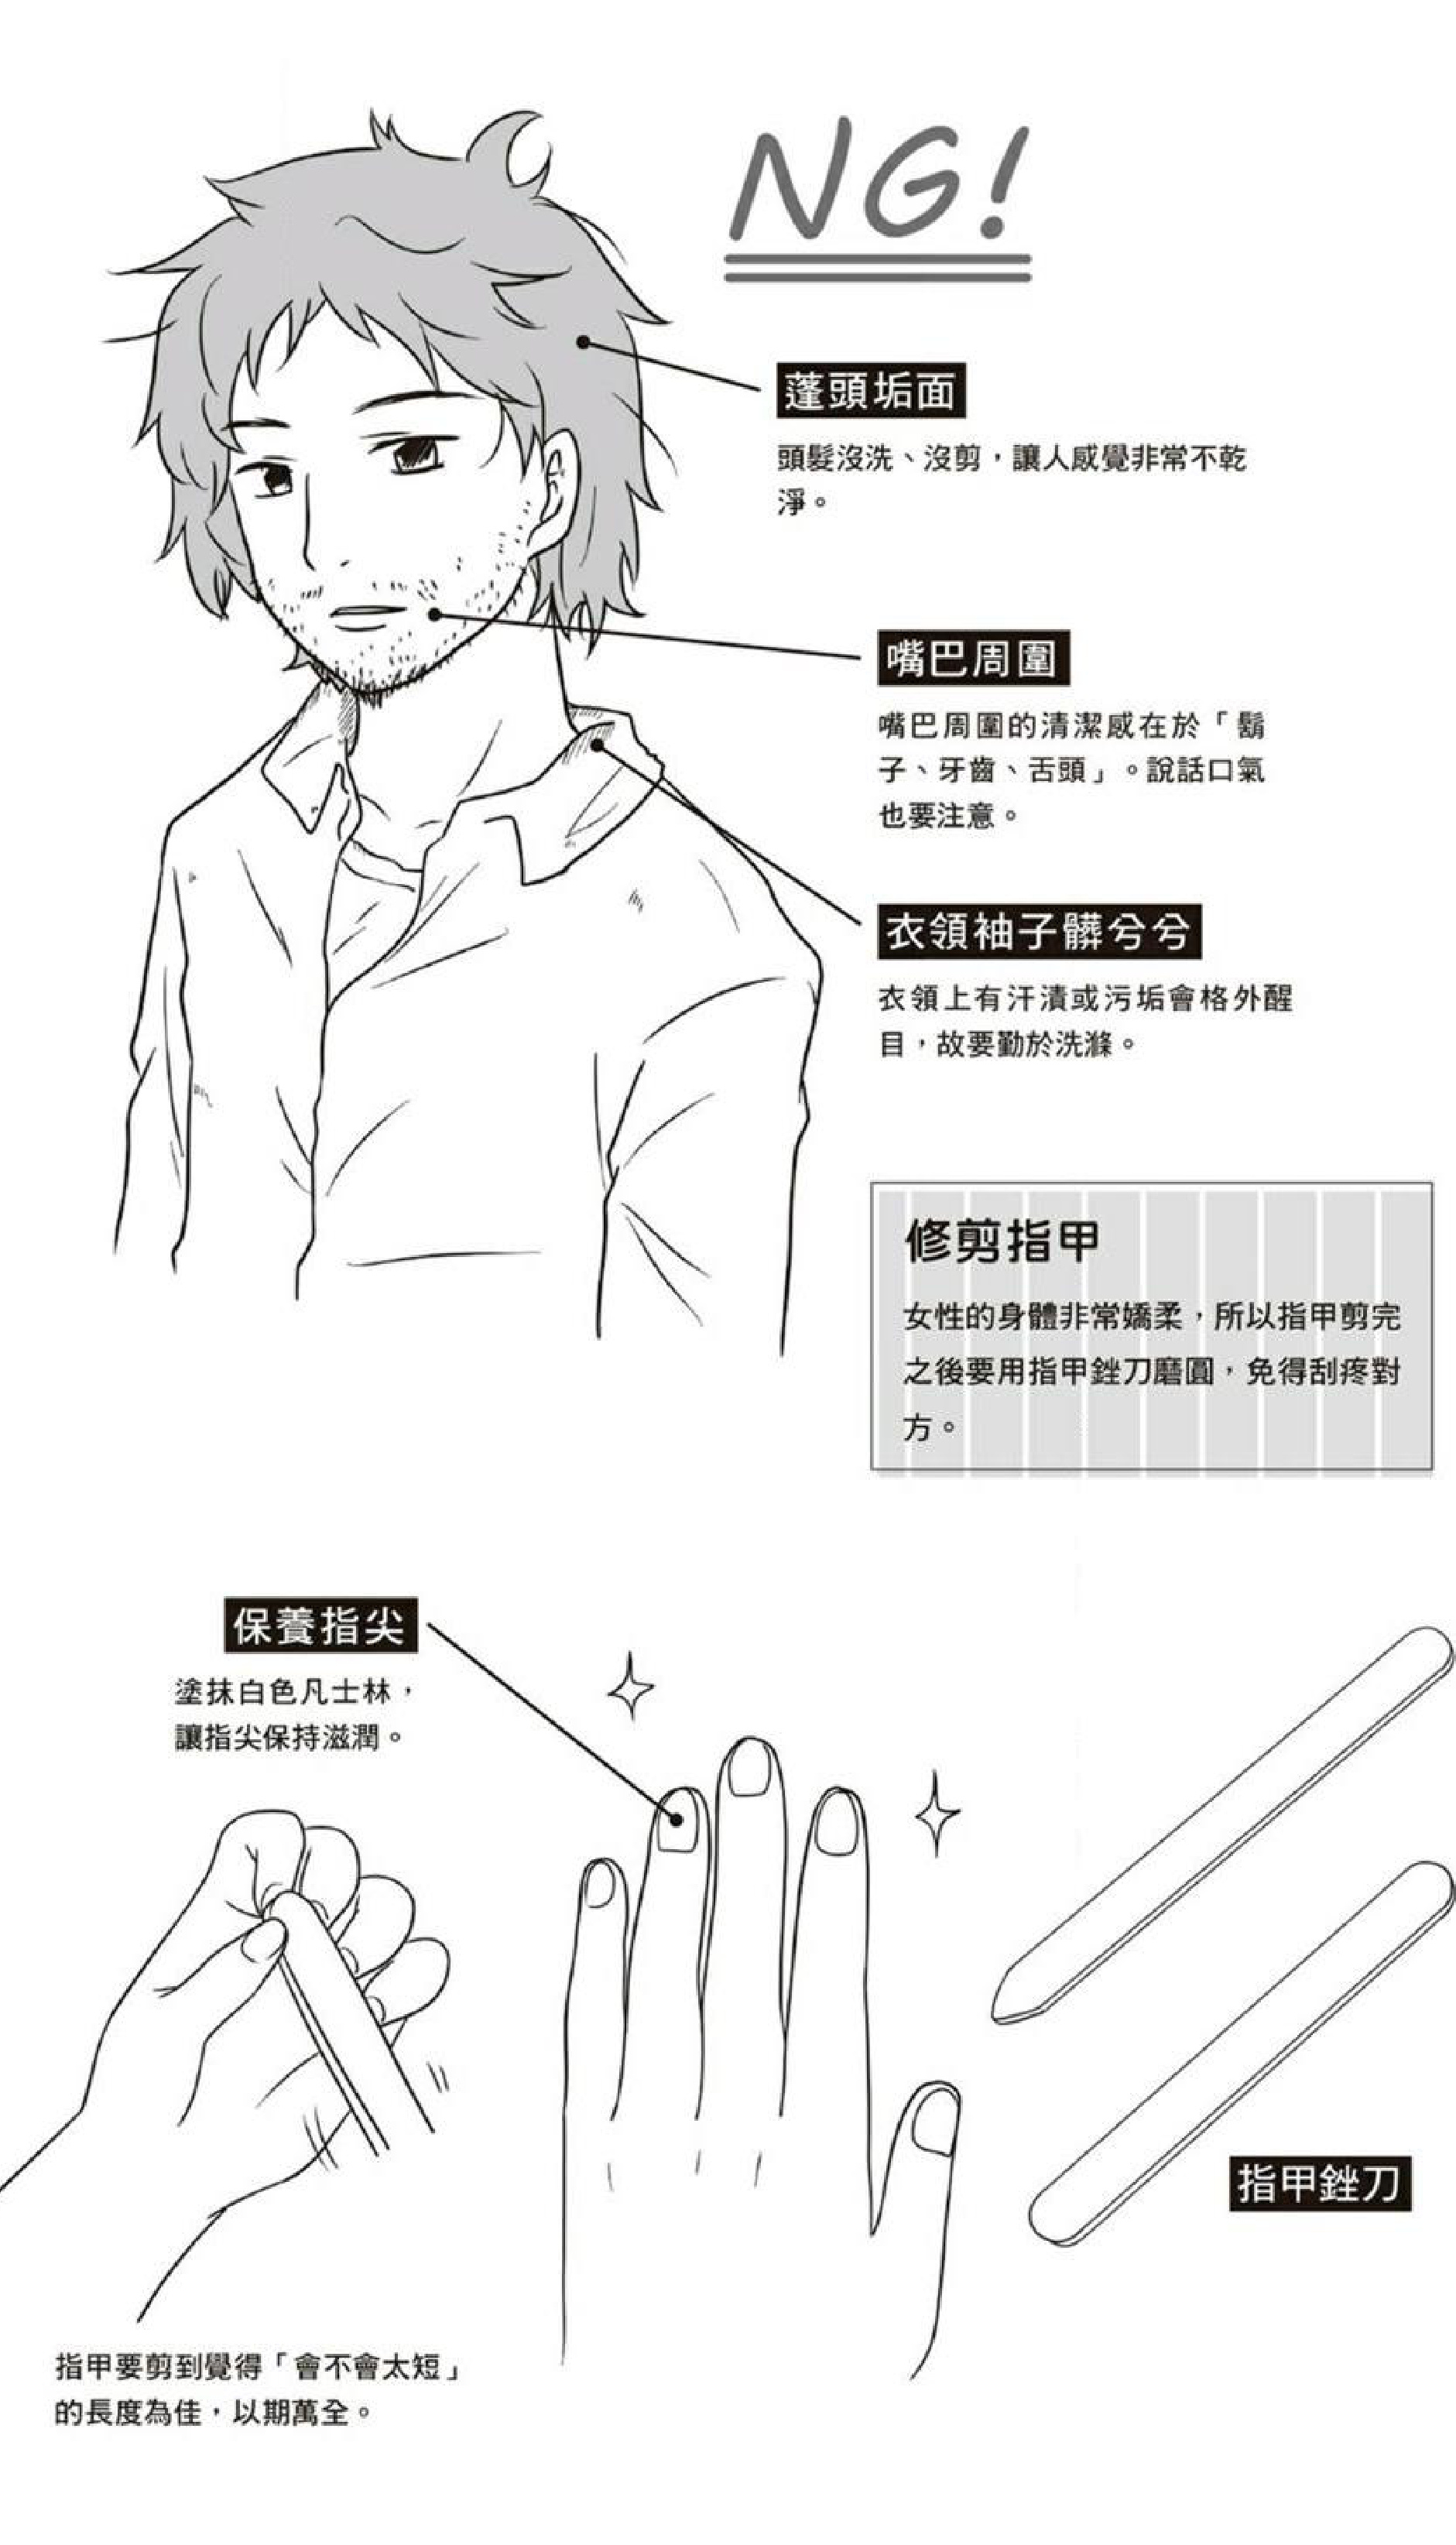 NG!
蓬頭垢面
頭髮沒洗、沒剪，讓人感覺非常不乾
淨。
嘴巴周圍
嘴巴周圍的清潔感在於「鬍
子、牙齒、舌頭」。說話口氣
也要注意。
衣領袖子髒兮兮
衣領上有汗漬或污垢會格外醒
目，故要勤於洗滌。
修剪指甲
女性的身體非常嬌柔，所以指甲剪完
之後要用指甲銼刀磨圓，免得刮疼對
方。
保養指尖
塗抹白色凡士林，
讓指尖保持滋潤。
指甲銼刀
指甲要剪到覺得「會不會太短」
的長度為佳，以期萬全。